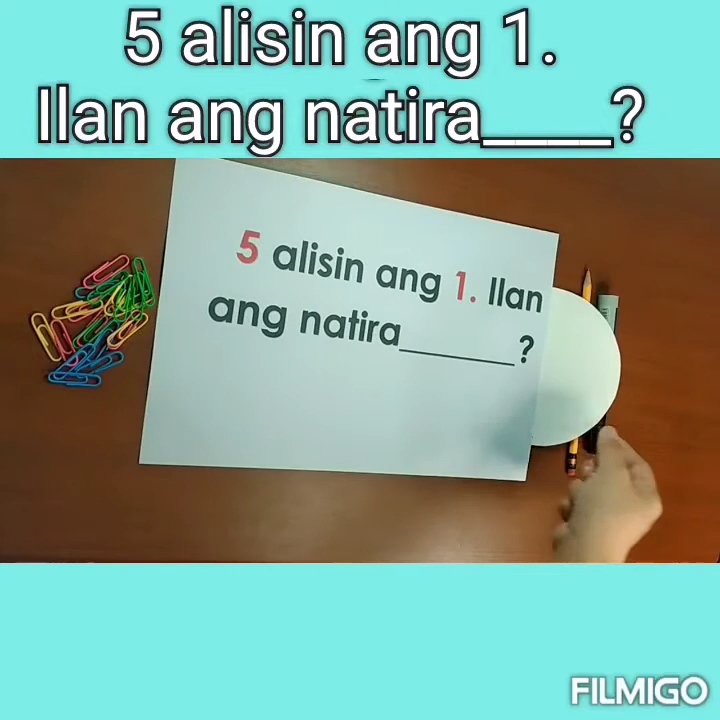 5 alisin ang 1.
Ilan ang natira____?
5 alisin ang 1. Ilan
ang natira_______?
FILMIGO